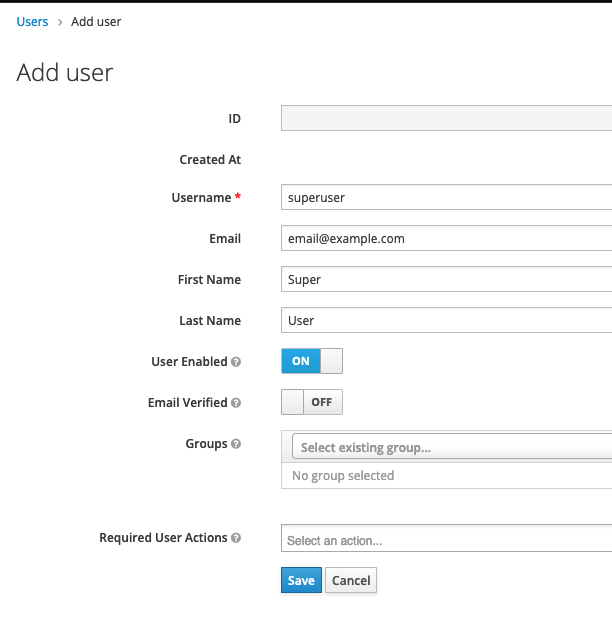 Users > Add user
Add user
ID
Created At
Username * superuser
Email email@example.com
First Name Super
Last Name User
User Enabled ? ON
Email Verified ? OFF
Groups ? Select existing group...
No group selected
Required User Actions ? Select an action...
Save Cancel